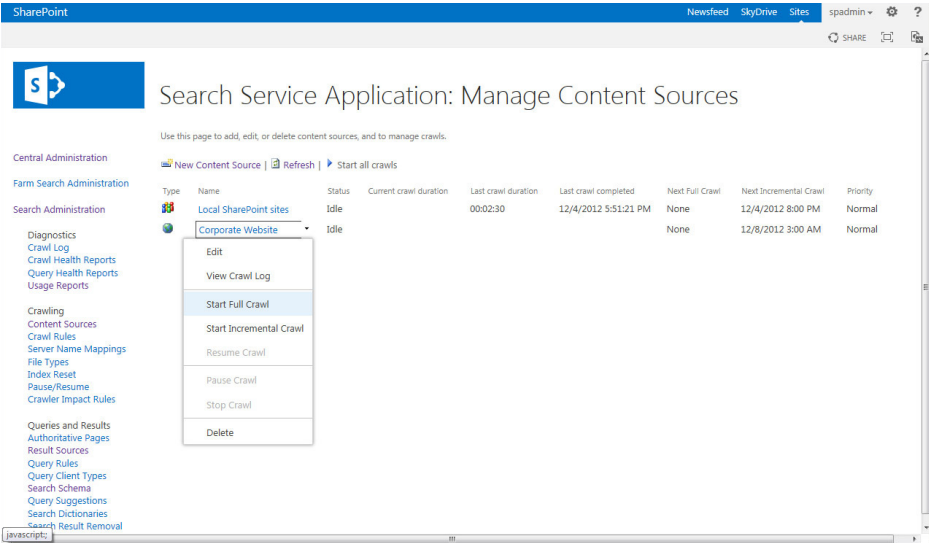 SharePoint
Newsfeed SkyDrive Sites spadmin ?
SHARE
S
Search Service Application: Manage Content Sources
Use this page to add, edit, or delete content sources, and to manage crawls.
Central Administration
Farm Search Administration
Search Administration
Diagnostics
Crawl Log
Crawl Health Reports
Query Health Reports
Usage Reports
Crawling
Content Sources
Crawl Rules
Server Name Mappings
File Types
Index Reset
Pause/Resume
Crawler Impact Rules
Queries and Results
Authoritative Pages
Result Sources
Query Rules
Query Client Types
Search Schema
Query Suggestions
Search Dictionaries
Search Result Removal
New Content Source | Refresh | Start all crawls
Type Name Status Current crawl duration Last crawl duration Last crawl completed Next Full Crawl Next Incremental Crawl Priority
Local SharePoint sites Idle 00:02:30 12/4/2012 5:51:21 PM None 12/4/2012 8:00 PM Normal
Corporate Website Idle None 12/8/2012 3:00 AM Normal
Edit
View Crawl Log
Start Full Crawl
Start Incremental Crawl
Resume Crawl
Pause Crawl
Stop Crawl
Delete
javascript:;